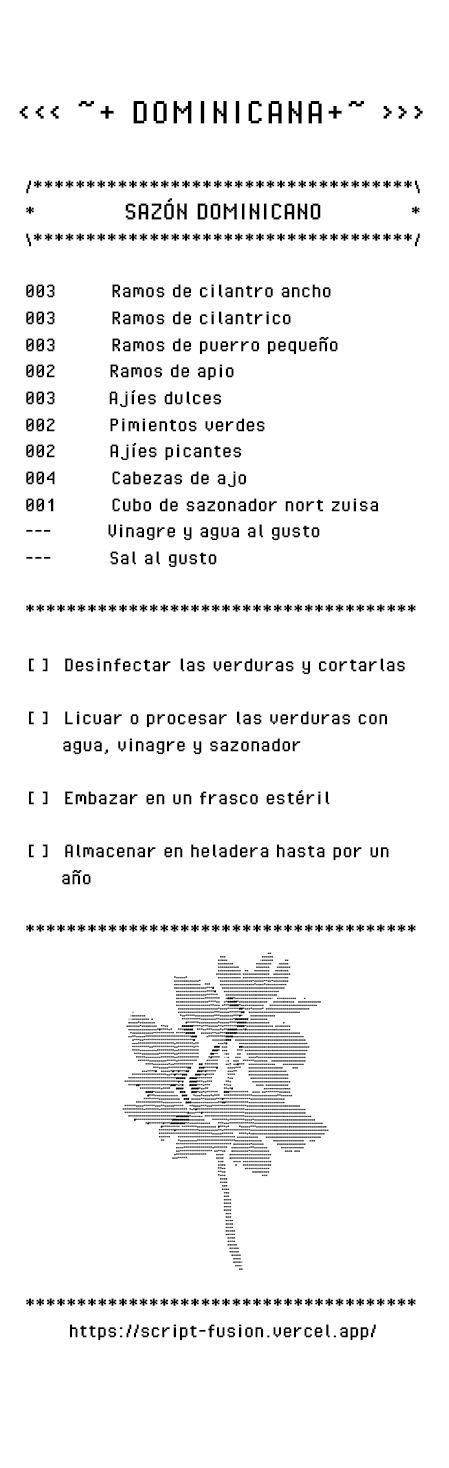 <<< ~+ DOMINICANA+~ >>>
/************************************\
* SAZÓN DOMINICANO *
\************************************/
003 Ramos de cilantro ancho
003 Ramos de cilantrico
003 Ramos de puerro pequeño
002 Ramos de apio
003 Ajíes dulces
002 Pimientos verdes
002 Ajíes picantes
004 Cabezas de ajo
001 Cubo de sazonador nort zuisa
--- Vinagre y agua al gusto
--- Sal al gusto
**************************************
[ ] Desinfectar las verduras y cortarlas
[ ] Licuar o procesar las verduras con
agua, vinagre y sazonador
[ ] Embazar en un frasco estéril
[ ] Almacenar en heladera hasta por un
año
**************************************
**************************************
https://script-fusion.vercel.app/